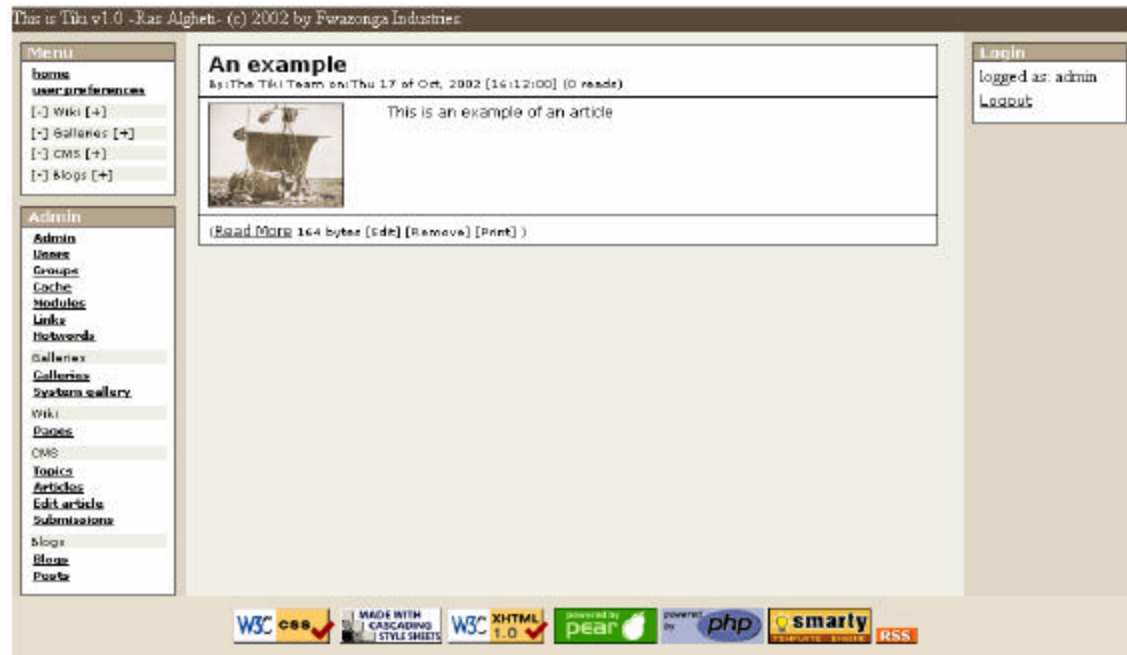 This is Tiki v1.0 -Ras Algheti- (c) 2002 by Fwazonga Industries
Menu
home
user preferences
[-] Wiki [+]
[-] Galleries [+]
[-] CMS [+]
[-] Blogs [+]
Admin
Admin
Users
Groups
Cache
Modules
Links
Hotwords
Galleries
Galleries
System gallery
Wiki
Pages
CMS
Topics
Articles
Edit article
Submissions
Blogs
Blogs
Posts
An example
By:The Tiki Team on:Thu 17 of Oct, 2002 [16:12:00] (0 reads)
This is an example of an article
(Read More 164 bytes [Edit] [Remove] [Print] )
Login
logged as: admin
Logout
W3C css
MADE WITH
CASCADING
STYLE SHEETS
W3C XHTML
1.0
powered by
pear
powered
by php
smarty
TEMPLATE ENGINE
RSS